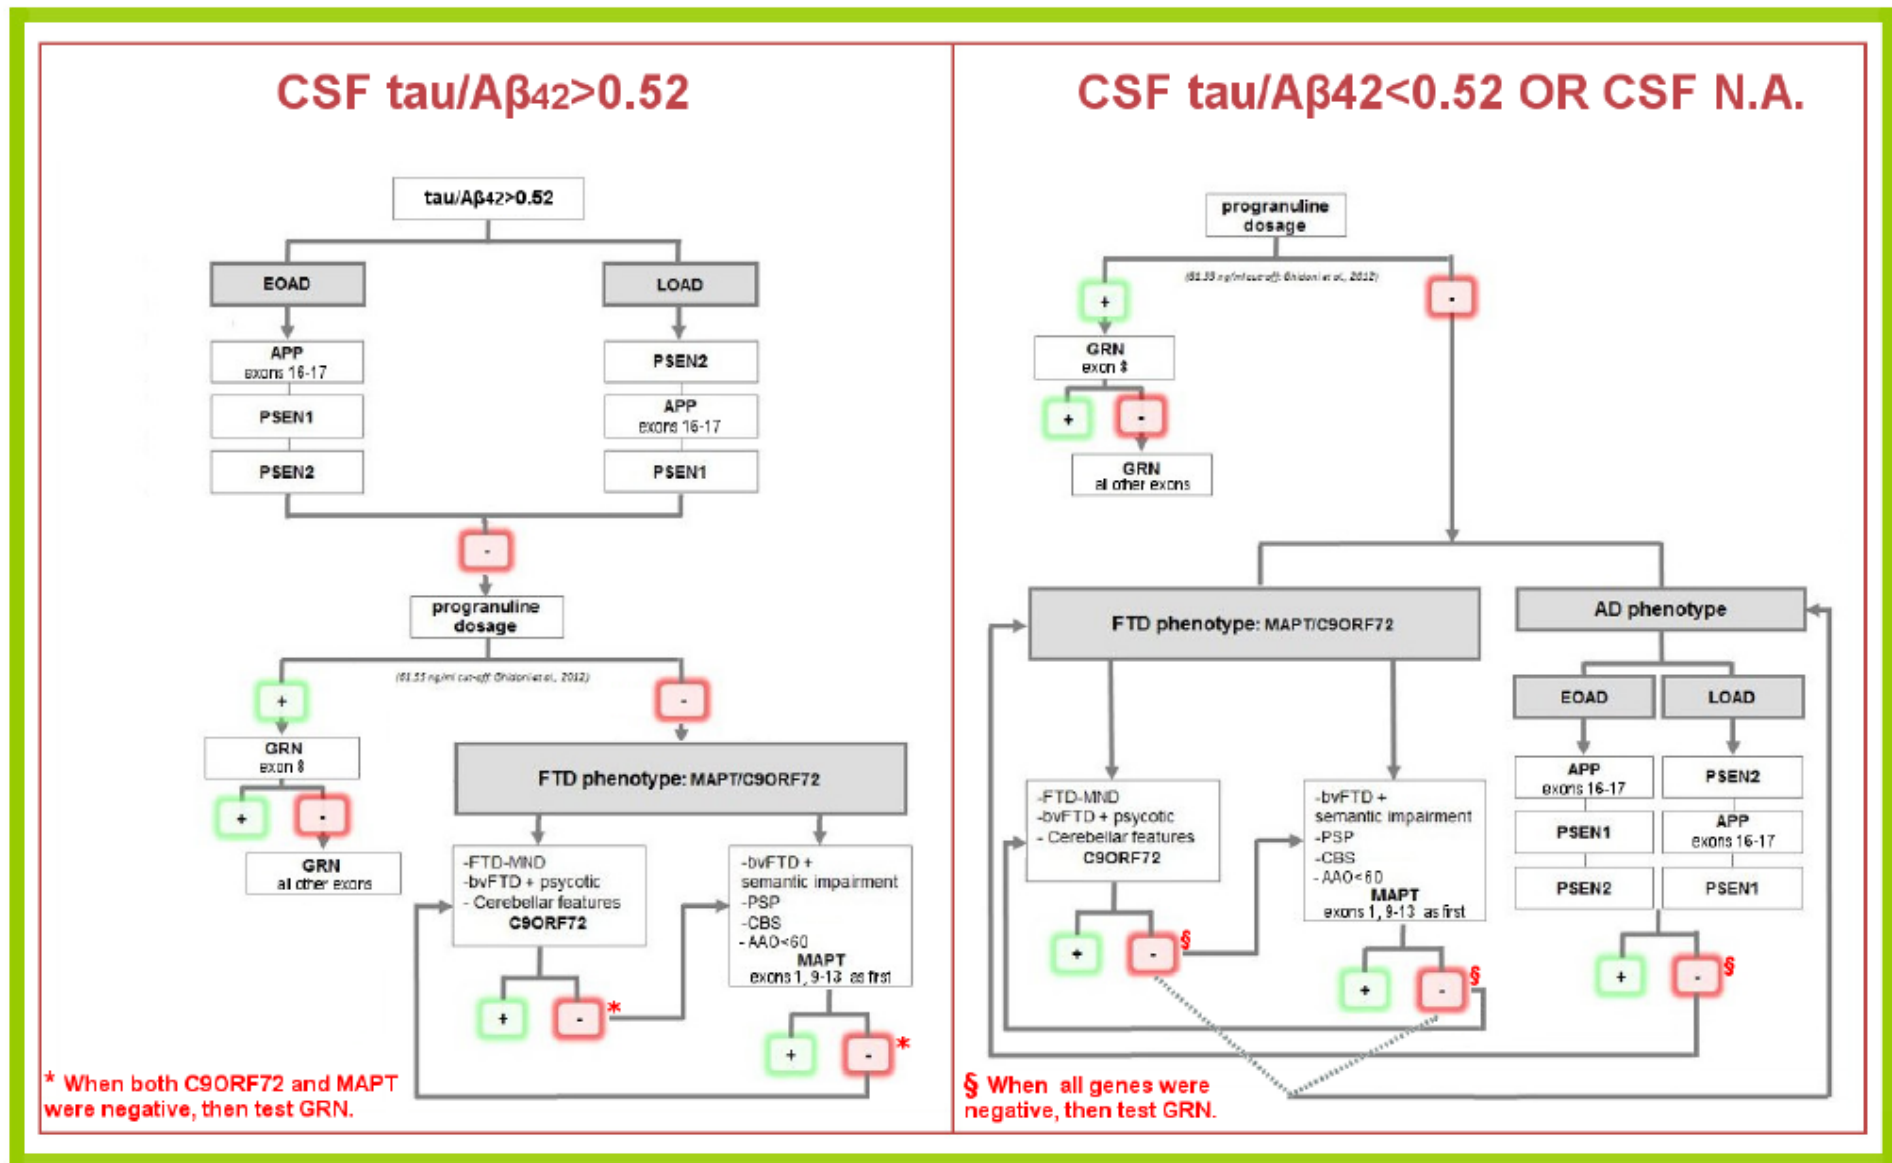 CSF tau/Aβ42>0.52
tau/Aβ42>0.52
EOAD
LOAD
APP
exons 16-17
PSEN1
PSEN2
PSEN2
APP
exons 16-17
PSEN1
-
progranuline
dosage
+
-
GRN
exon 8
+
-
GRN
all other exons
FTD phenotype: MAPT/C9ORF72
-FTD-MND
-bvFTD + psycotic
- Cerebellar features
C9ORF72
+
- *
-bvFTD +
semantic impairment
-PSP
-CBS
- AAO<60
MAPT
exons 1, 9-13 as first
+
- *
* When both C9ORF72 and MAPT
were negative, then test GRN.
CSF tau/Aβ42<0.52 OR CSF N.A.
progranuline
dosage
+
-
GRN
exon 8
+
-
GRN
all other exons
FTD phenotype: MAPT/C9ORF72
-FTD-MND
-bvFTD + psycotic
- Cerebellar features
C9ORF72
+
- §
-bvFTD +
semantic impairment
-PSP
-CBS
- AAO<60
MAPT
exons 1, 9-13 as first
+
- §
AD phenotype
EOAD
LOAD
APP
exons 16-17
PSEN1
PSEN2
PSEN2
APP
exons 16-17
PSEN1
+
- §
§ When all genes were
negative, then test GRN.